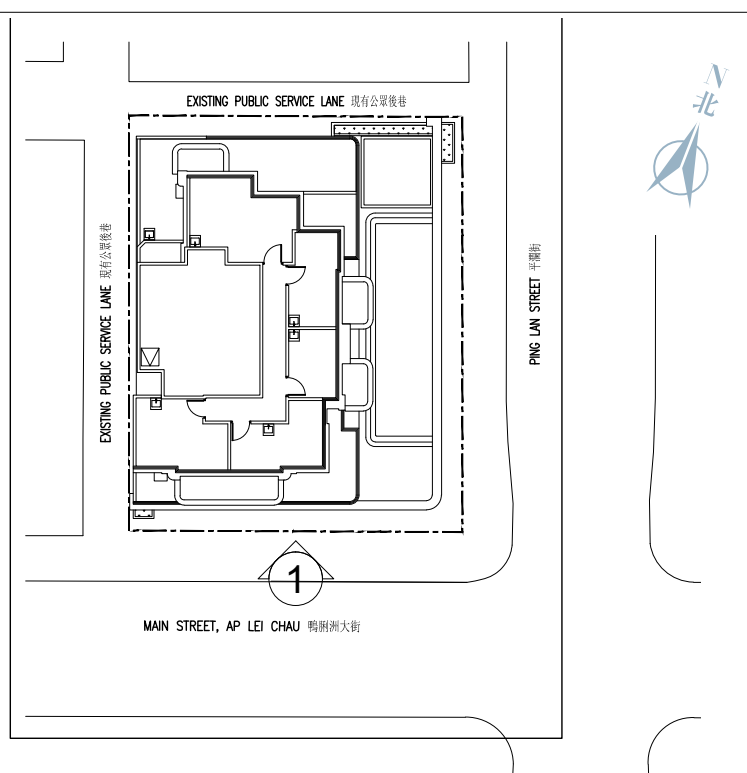 EXISTING PUBLIC SERVICE LANE 現有公眾後巷
N
北
EXISTING PUBLIC SERVICE LANE 現有公眾後巷
PING LAN STREET 平瀾街
1
MAIN STREET, AP LEI CHAU 鴨脷洲大街